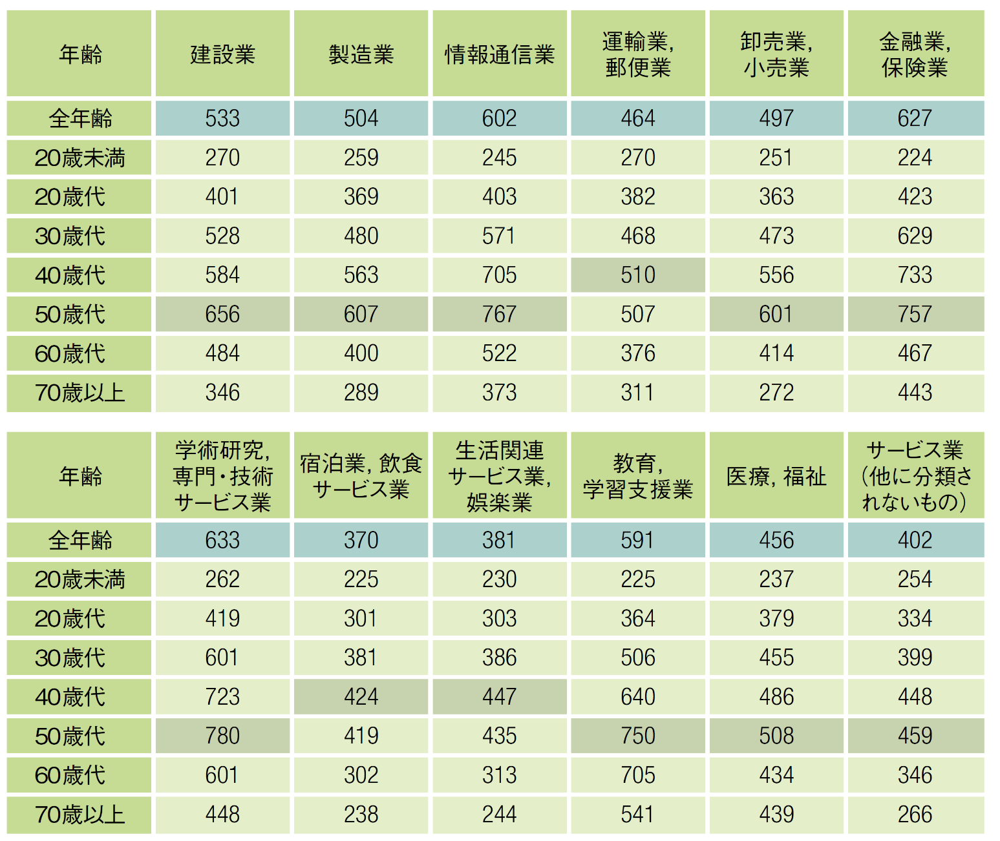 年齢 建設業 製造業 情報通信業 運輸業, 郵便業 卸売業, 小売業 金融業, 保険業
全年齢 533 504 602 464 497 627
20歳未満 270 259 245 270 251 224
20歳代 401 369 403 382 363 423
30歳代 528 480 571 468 473 629
40歳代 584 563 705 510 556 733
50歳代 656 607 767 507 601 757
60歳代 484 400 522 376 414 467
70歳以上 346 289 373 311 272 443
年齢 学術研究, 専門・技術サービス業 宿泊業, 飲食サービス業 生活関連サービス業, 娯楽業 教育, 学習支援業 医療, 福祉 サービス業（他に分類されないもの）
全年齢 633 370 381 591 456 402
20歳未満 262 225 230 225 237 254
20歳代 419 301 303 364 379 334
30歳代 601 381 386 506 455 399
40歳代 723 424 447 640 486 448
50歳代 780 419 435 750 508 459
60歳代 601 302 313 705 434 346
70歳以上 448 238 244 541 439 266